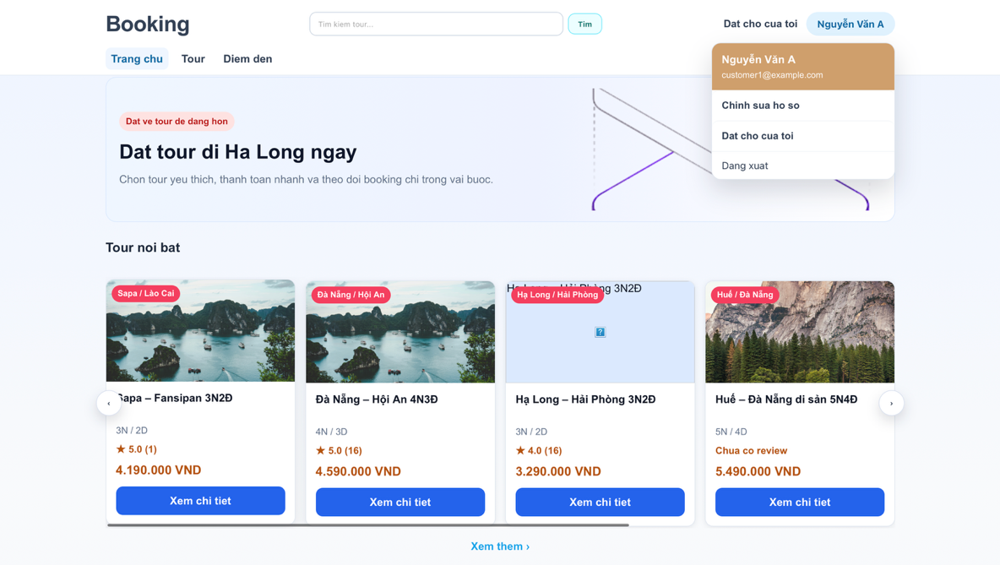 Booking
Tim kiem tour...
Tim
Dat cho cua toi
Nguyễn Văn A
Trang chu
Tour
Diem den
Nguyễn Văn A
customer1@example.com
Chinh sua ho so
Dat cho cua toi
Dang xuat
Dat ve tour de dang hon
Dat tour di Ha Long ngay
Chon tour yeu thich, thanh toan nhanh va theo doi booking chi trong vai buoc.
Tour noi bat
Sapa / Lào Cai
Sapa – Fansipan 3N2Đ
3N / 2D
★ 5.0 (1)
4.190.000 VND
Xem chi tiet
Đà Nẵng / Hội An
Đà Nẵng – Hội An 4N3Đ
4N / 3D
★ 5.0 (16)
4.590.000 VND
Xem chi tiet
Hạ Long – Hải Phòng 3N2Đ
Hạ Long / Hải Phòng
Hạ Long – Hải Phòng 3N2Đ
3N / 2D
★ 4.0 (16)
3.290.000 VND
Xem chi tiet
Huế / Đà Nẵng
Huế – Đà Nẵng di sản 5N4Đ
5N / 4D
Chua co review
5.490.000 VND
Xem chi tiet
‹
›
Xem them ›